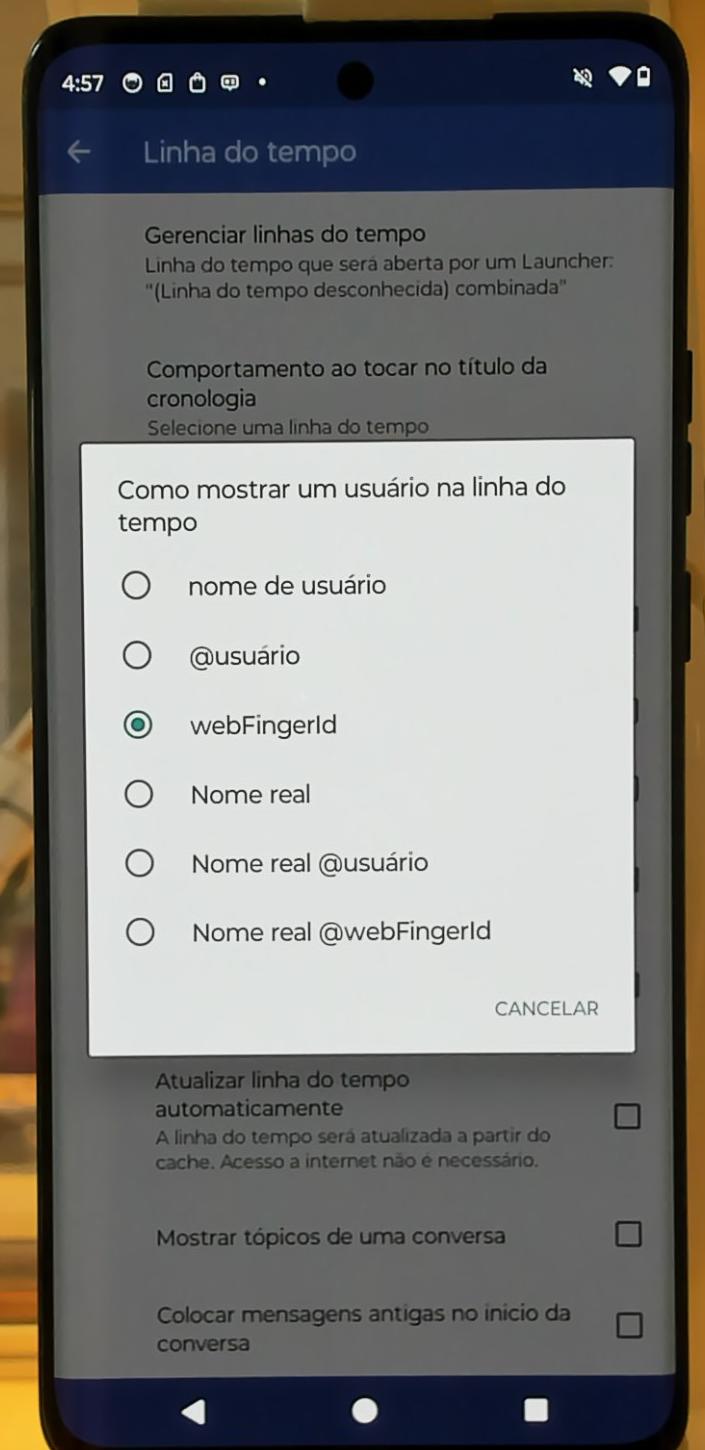 4:57
Linha do tempo
Gerenciar linhas do tempo
Linha do tempo que será aberta por um Launcher:
"(Linha do tempo desconhecida) combinada"
Comportamento ao tocar no título da
cronologia
Selecione uma linha do tempo
Como mostrar um usuário na linha do
tempo
nome de usuário
@usuário
webFingerId
Nome real
Nome real @usuário
Nome real @webFingerId
CANCELAR
Atualizar linha do tempo
automaticamente
A linha do tempo será atualizada a partir do
cache. Acesso a internet não é necessário.
Mostrar tópicos de uma conversa
Colocar mensagens antigas no inicio da
conversa